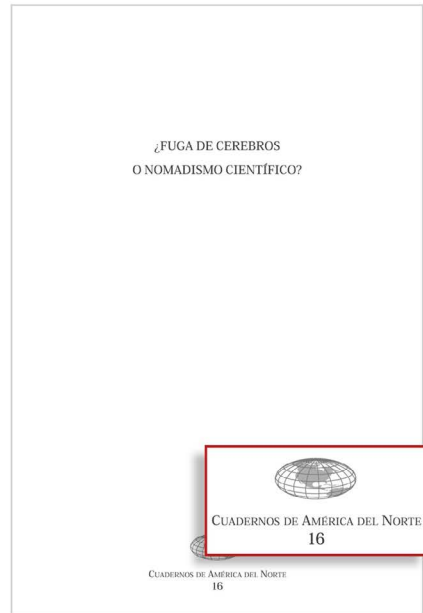 ¿FUGA DE CEREBROS
O NOMADISMO CIENTÍFICO?
CUADERNOS DE AMÉRICA DEL NORTE
16
CUADERNOS DE AMÉRICA DEL NORTE
16